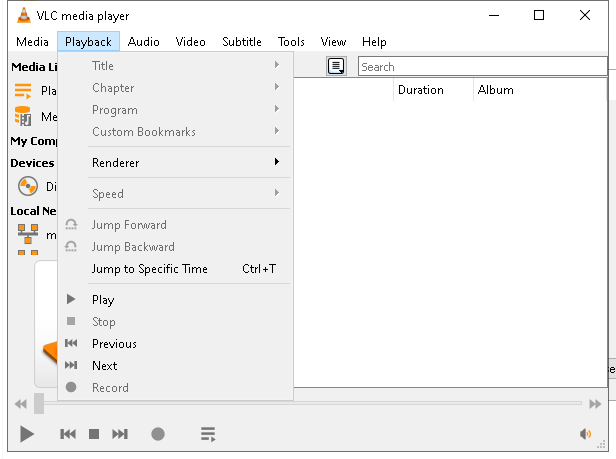 VLC media player
Media Playback Audio Video Subtitle Tools View Help
Media Li
Pla
Me
My Comp
Devices
Di
Local Ne
m
Title
Chapter
Program
Custom Bookmarks
Renderer
Speed
Jump Forward
Jump Backward
Jump to Specific Time Ctrl+T
Play
Stop
Previous
Next
Record
Search
Duration Album
se